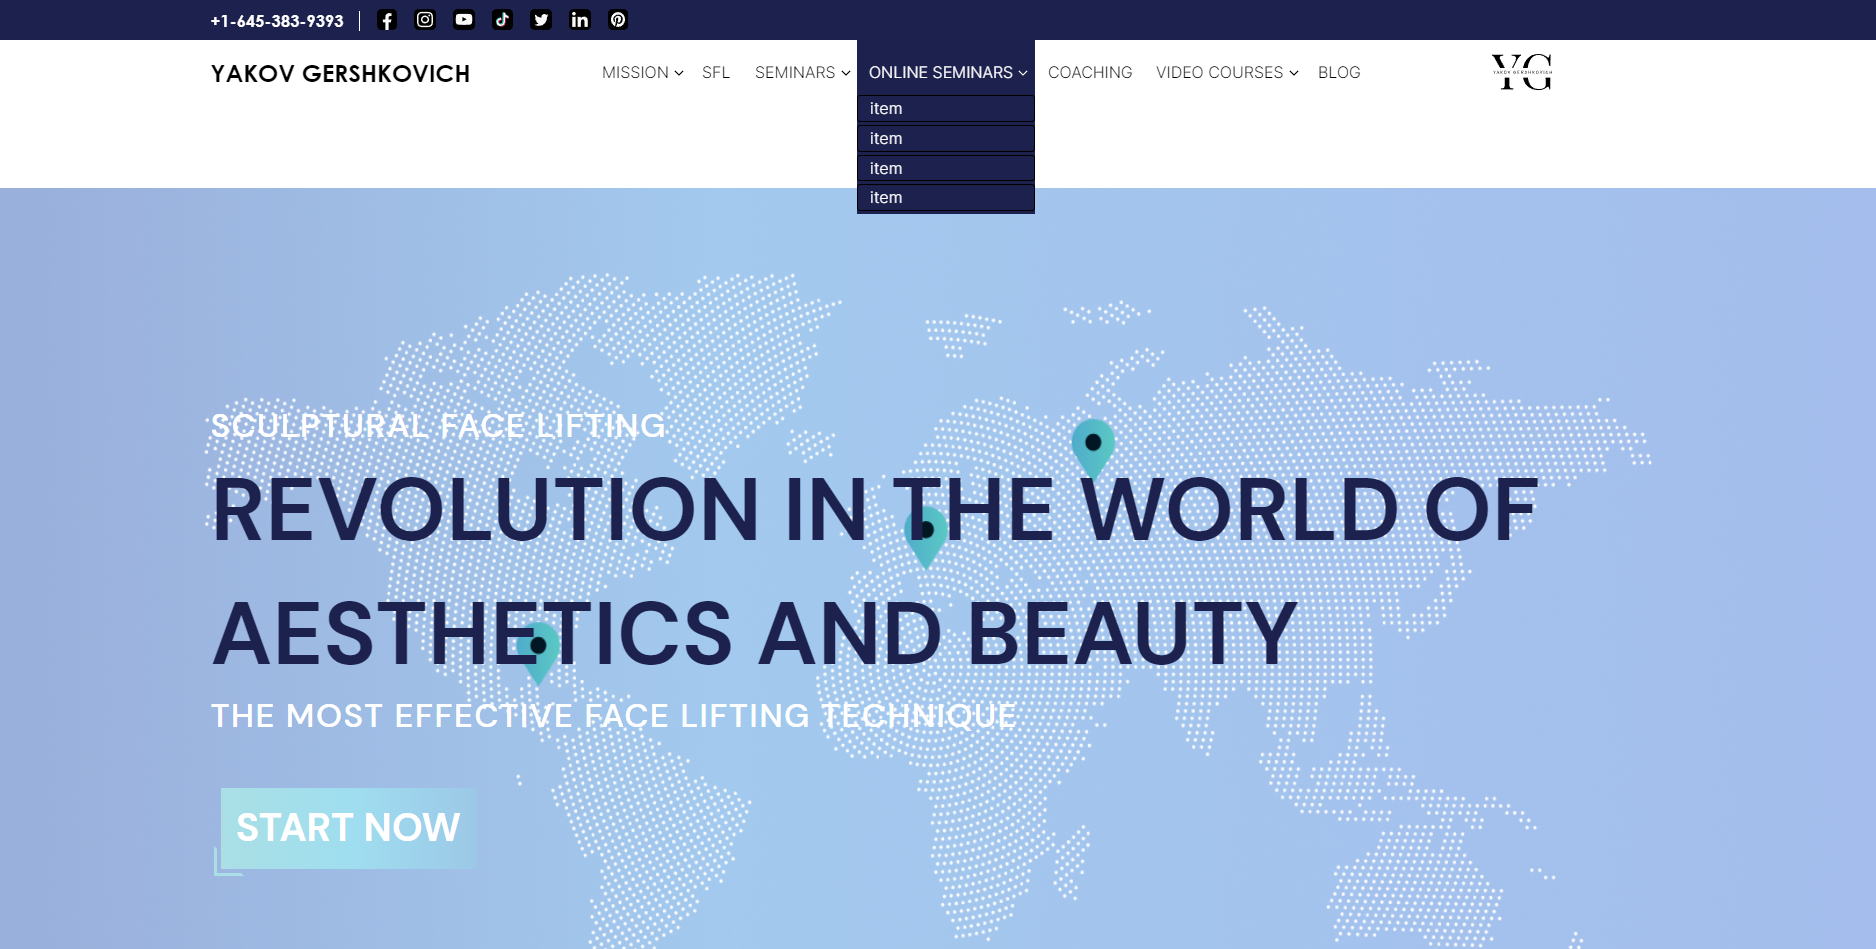 +1-645-383-9393
YAKOV GERSHKOVICH
MISSION SFL SEMINARS ONLINE SEMINARS COACHING VIDEO COURSES BLOG
YG
YAKOV GERSHKOVICH
item
item
item
item
SCULPTURAL FACE LIFTING
REVOLUTION IN THE WORLD OF
AESTHETICS AND BEAUTY
THE MOST EFFECTIVE FACE LIFTING TECHNIQUE
START NOW